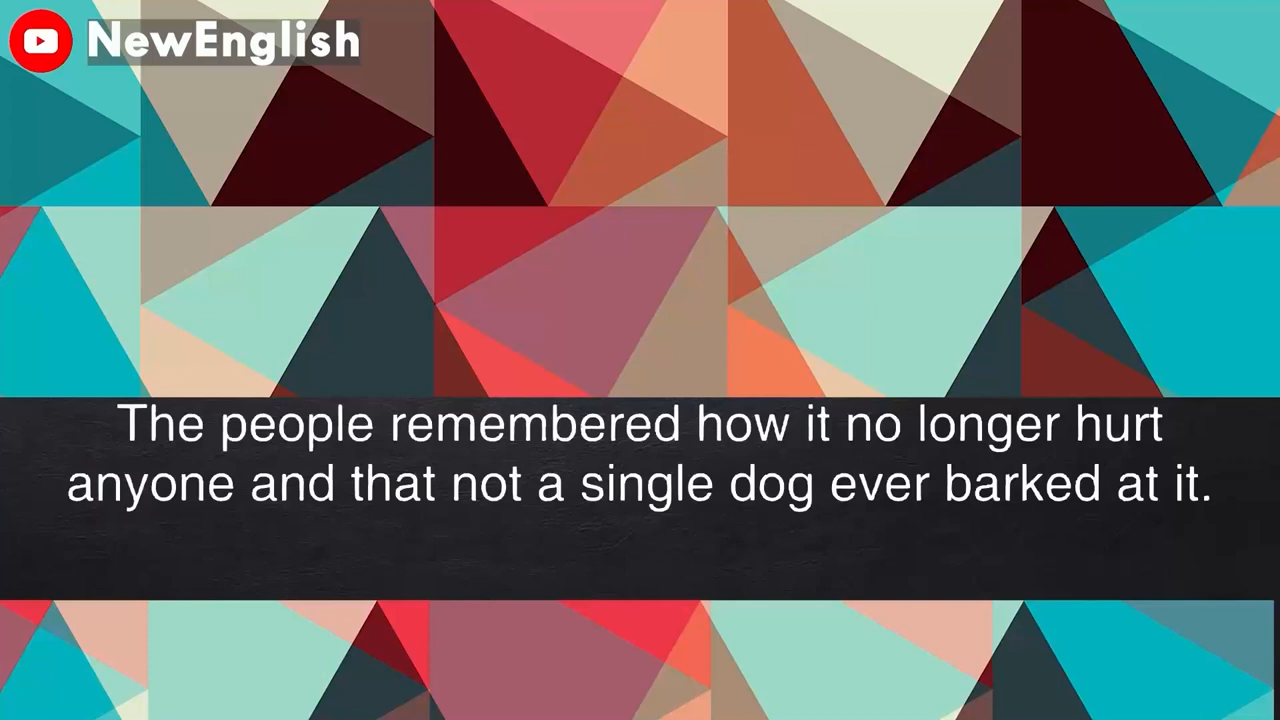 NewEnglish
The people remembered how it no longer hurt
anyone and that not a single dog ever barked at it.